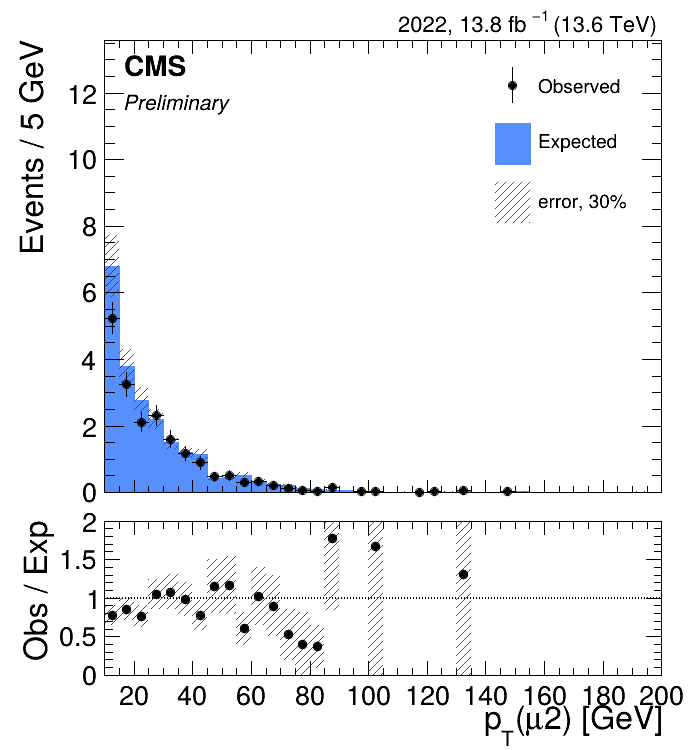 2022, 13.8 fb⁻¹ (13.6 TeV)
CMS
Preliminary
Observed
Expected
error, 30%
Events / 5 GeV
12
10
8
6
4
2
0
Obs / Exp
2
1.5
1
0.5
0
20 40 60 80 100 120 140 160 180 200
p_T(μ2) [GeV]